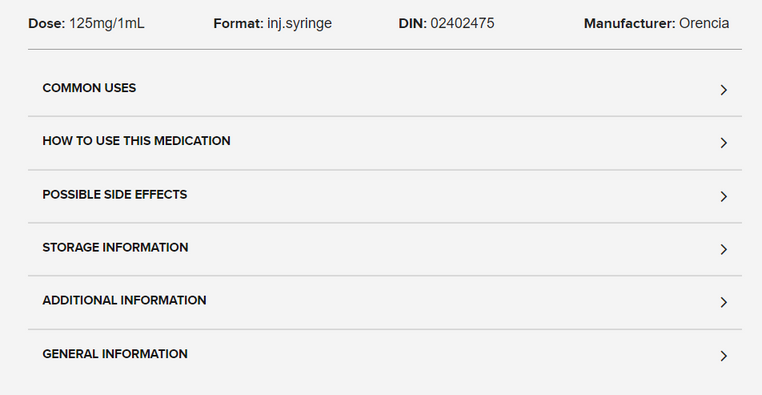 Dose: 125mg/1mL Format: inj.syringe DIN: 02402475 Manufacturer: Orencia
COMMON USES
HOW TO USE THIS MEDICATION
POSSIBLE SIDE EFFECTS
STORAGE INFORMATION
ADDITIONAL INFORMATION
GENERAL INFORMATION